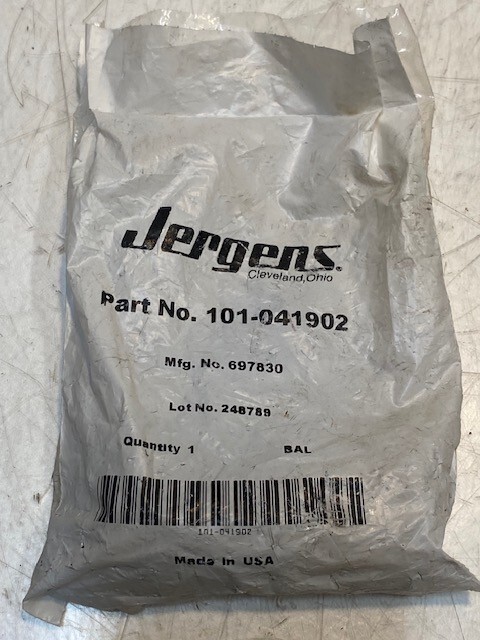 Jergens®
Cleveland, Ohio
Part No. 101-041902
Mfg. No. 697830
Lot No. 248789
Quantity 1 BAL
101-041902
Made in USA